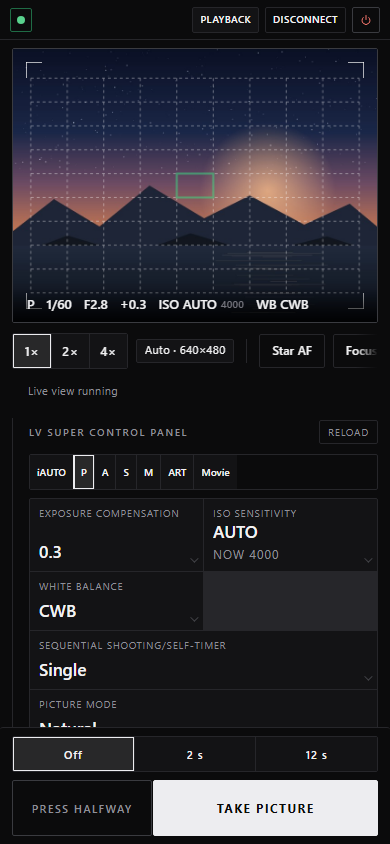 PLAYBACK DISCONNECT
P 1/60 F2.8 +0.3 ISO AUTO 4000 WB CWB
1× 2× 4× Auto · 640×480 Star AF Focus
Live view running
LV SUPER CONTROL PANEL RELOAD
iAUTO P A S M ART Movie
EXPOSURE COMPENSATION ISO SENSITIVITY
0.3 AUTO
NOW 4000
WHITE BALANCE
CWB
SEQUENTIAL SHOOTING/SELF-TIMER
Single
PICTURE MODE
Natural
Off 2 s 12 s
PRESS HALFWAY TAKE PICTURE